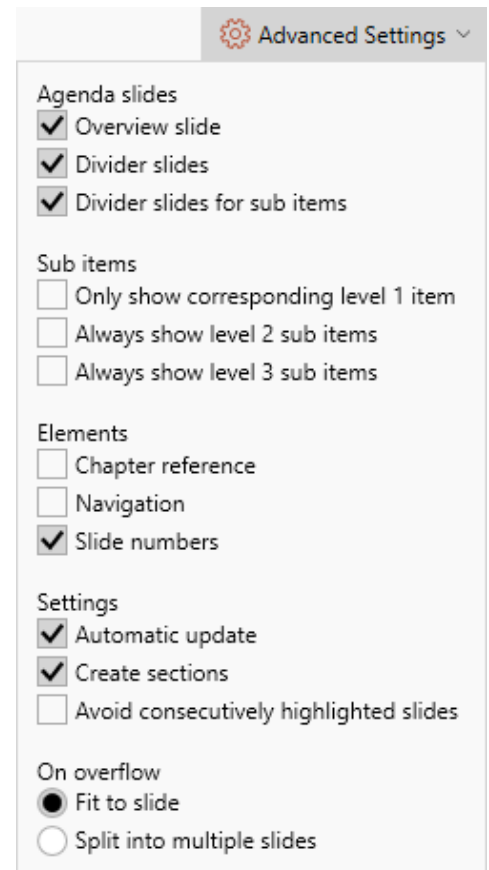 Advanced Settings
Agenda slides
Overview slide
Divider slides
Divider slides for sub items
Sub items
Only show corresponding level 1 item
Always show level 2 sub items
Always show level 3 sub items
Elements
Chapter reference
Navigation
Slide numbers
Settings
Automatic update
Create sections
Avoid consecutively highlighted slides
On overflow
Fit to slide
Split into multiple slides